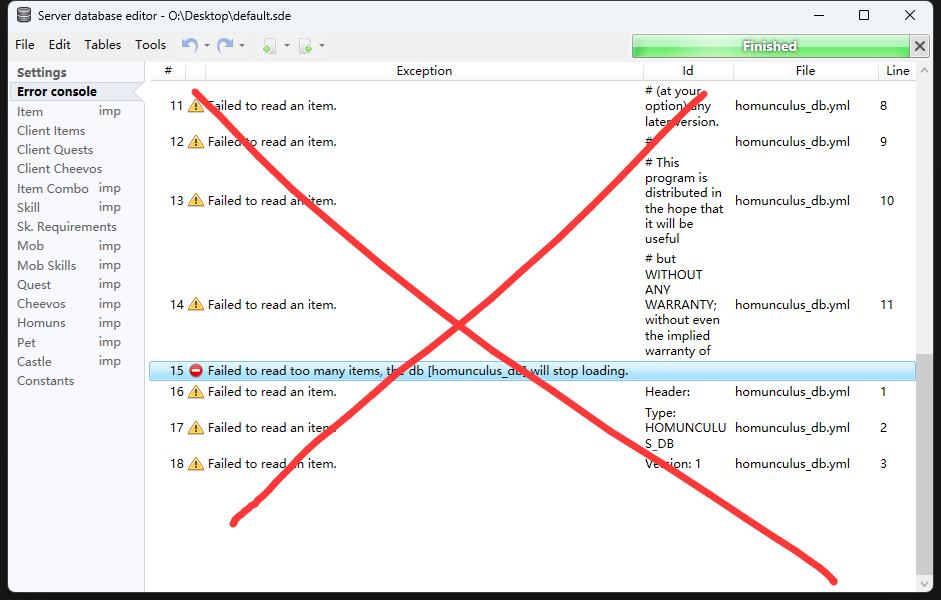 Server database editor - O:\Desktop\default.sde
File Edit Tables Tools
Finished
Settings
Error console
Item imp
Client Items
Client Quests
Client Cheevos
Item Combo imp
Skill imp
Sk. Requirements
Mob imp
Mob Skills imp
Quest imp
Cheevos imp
Homuns imp
Pet imp
Castle imp
Constants
# Exception Id File Line
11 Failed to read an item. # (at your
option) any
later version. homunculus_db.yml 8
12 Failed to read an item. # homunculus_db.yml 9
13 Failed to read an item. # This
program is
distributed in
the hope that
it will be
useful homunculus_db.yml 10
14 Failed to read an item. # but
WITHOUT
ANY
WARRANTY;
without even
the implied
warranty of homunculus_db.yml 11
15 Failed to read too many items, the db [homunculus_db] will stop loading.
16 Failed to read an item. Header: homunculus_db.yml 1
17 Failed to read an item. Type:
HOMUNCULU
S_DB homunculus_db.yml 2
18 Failed to read an item. Version: 1 homunculus_db.yml 3